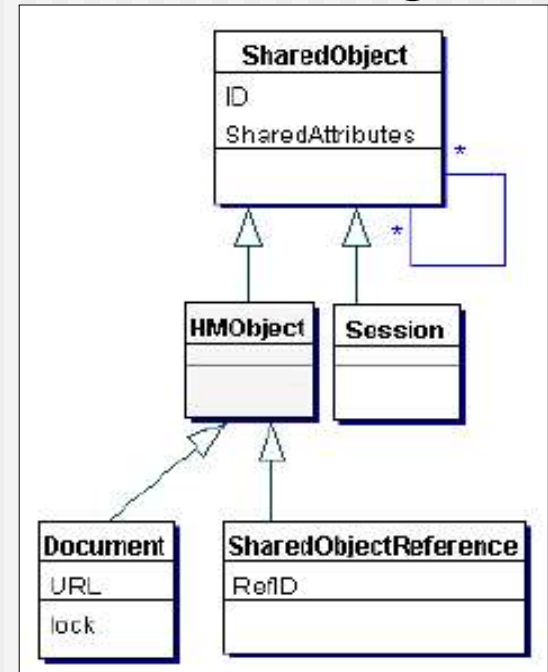 SharedObject
ID
SharedAttributes
*
*
HMObject
Session
Document
URL
lock
SharedObjectReference
RefID